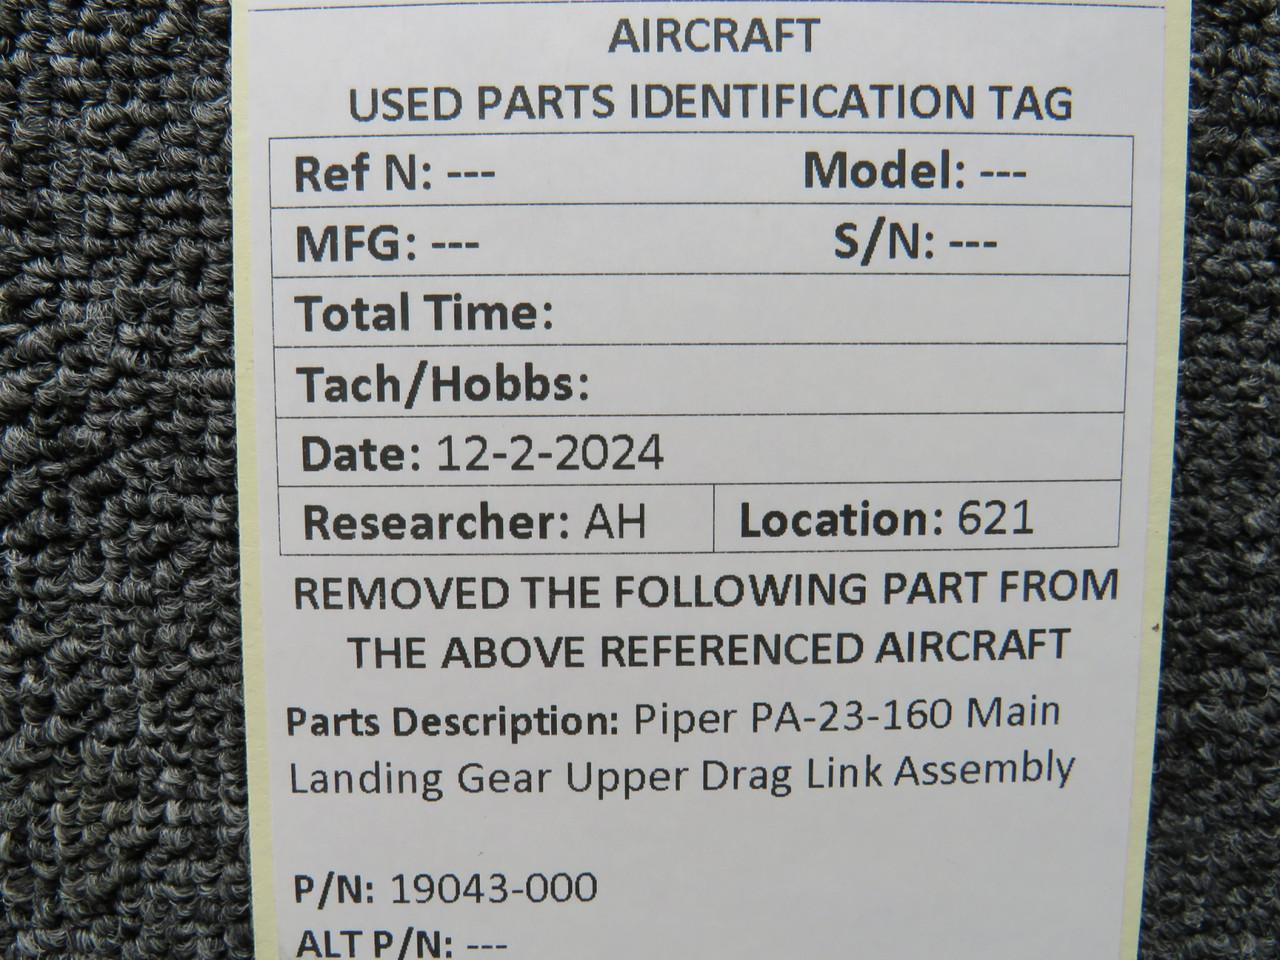 AIRCRAFT
USED PARTS IDENTIFICATION TAG
Ref N: --- Model: ---
MFG: --- S/N: ---
Total Time:
Tach/Hobbs:
Date: 12-2-2024
Researcher: AH Location: 621
REMOVED THE FOLLOWING PART FROM
THE ABOVE REFERENCED AIRCRAFT
Parts Description: Piper PA-23-160 Main
Landing Gear Upper Drag Link Assembly
P/N: 19043-000
ALT P/N: ---